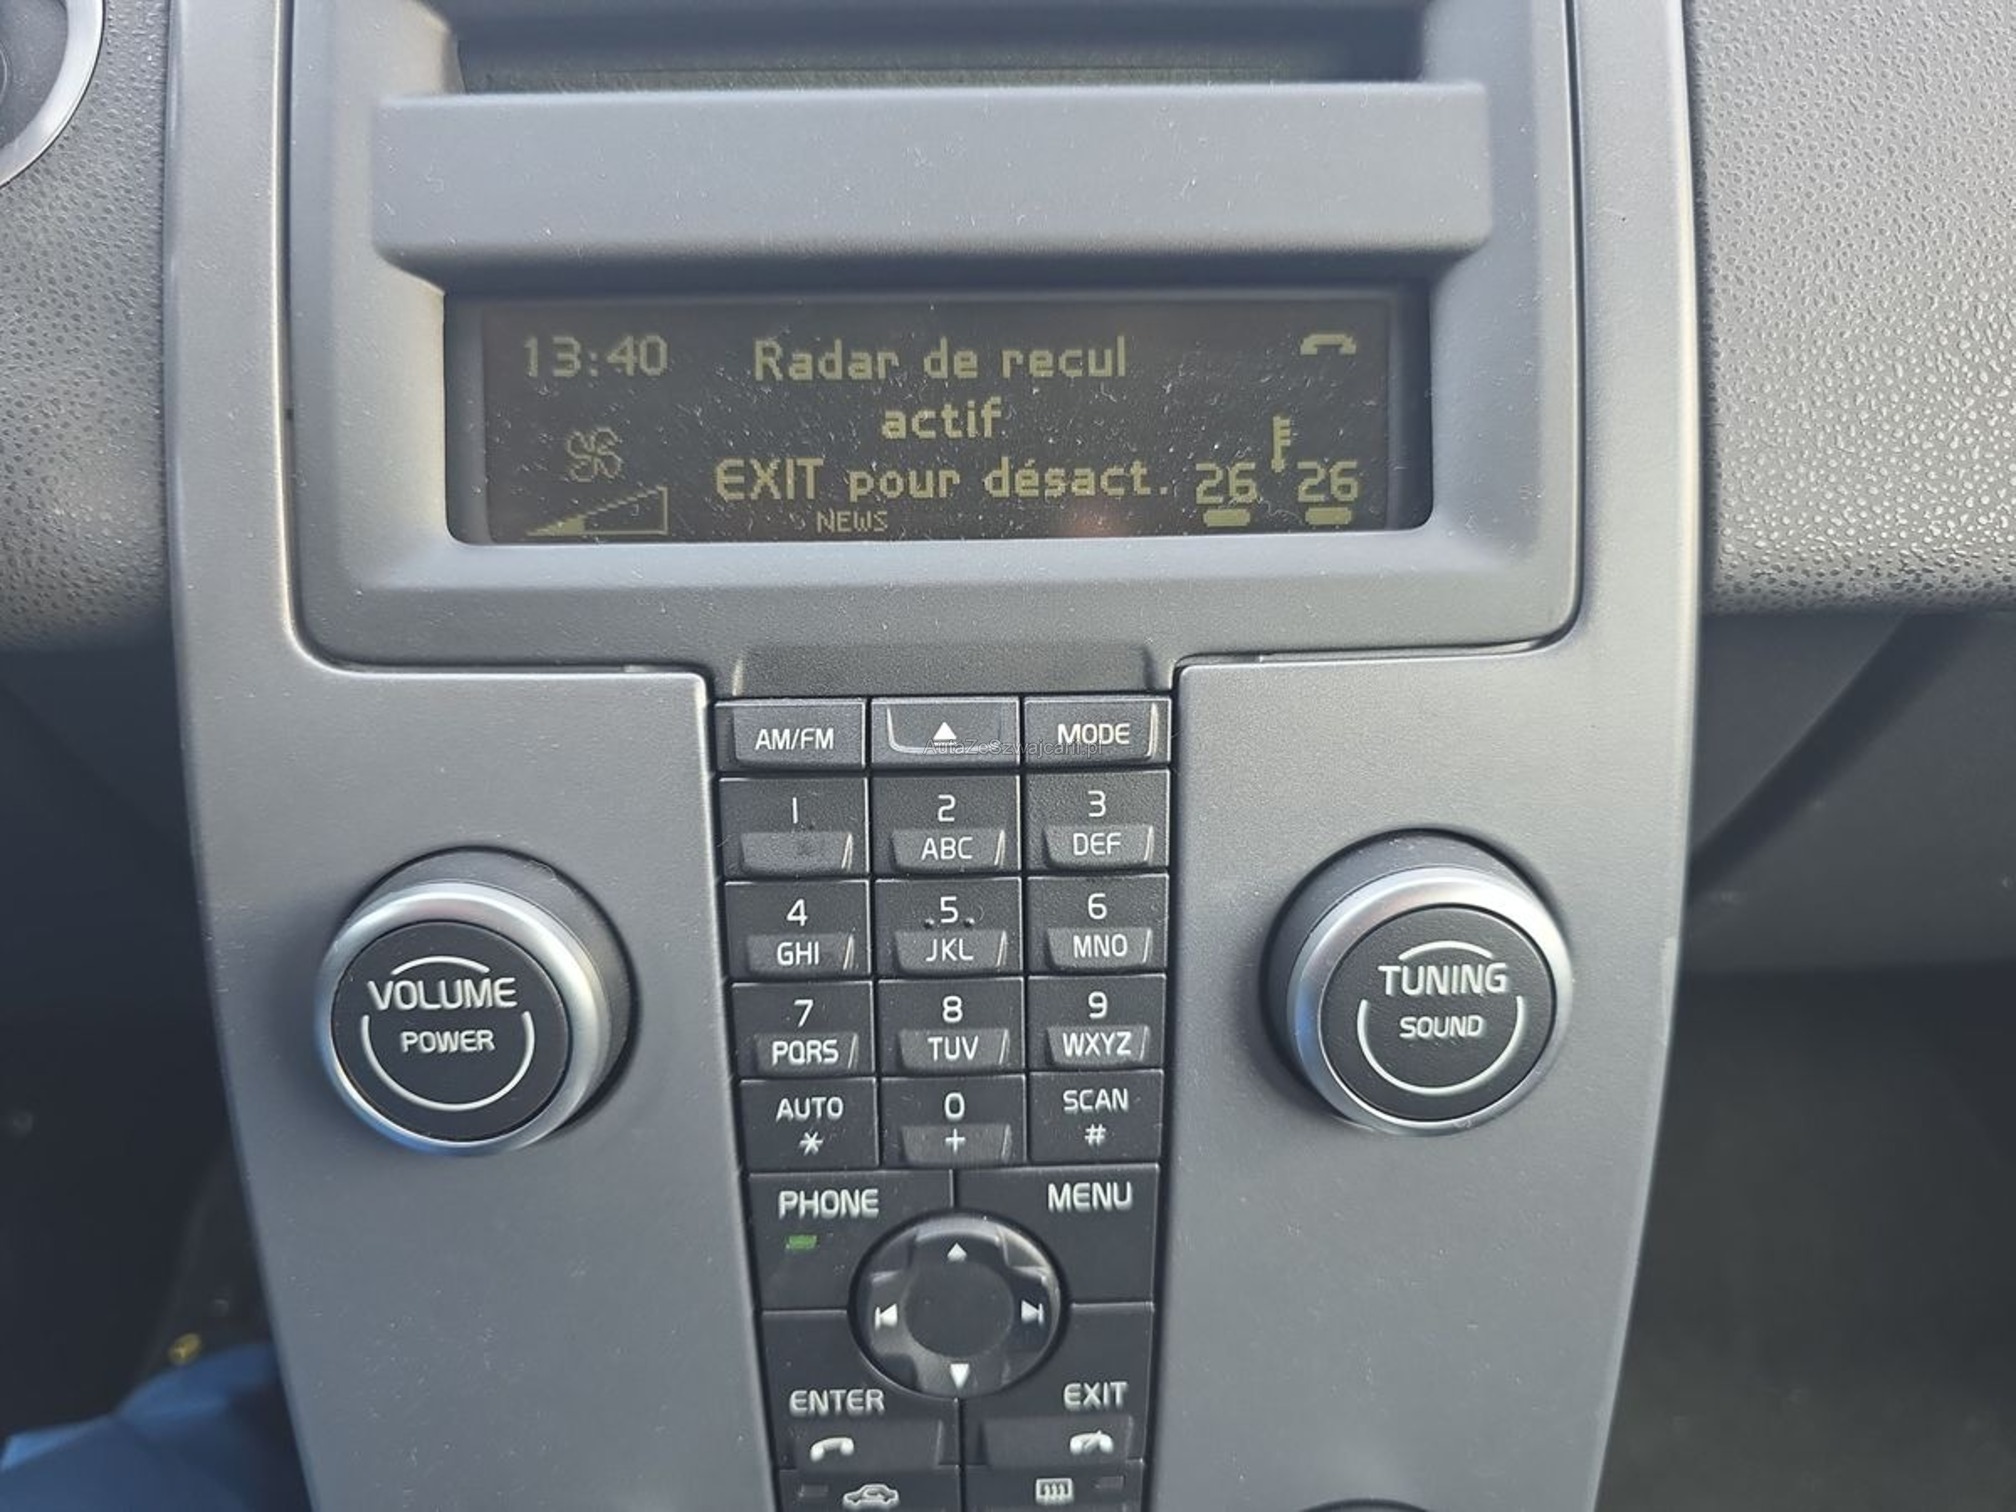 13:40 Radar de recul
actif
EXIT pour désact. 26 26
NEWS
AM/FM MODE
AutaZeSzwajcarii.pl
1 2 3
ABC DEF
4 5 6
GHI JKL MNO
7 8 9
PQRS TUV WXYZ
AUTO 0 SCAN
* + #
VOLUME
POWER
TUNING
SOUND
PHONE MENU
ENTER EXIT